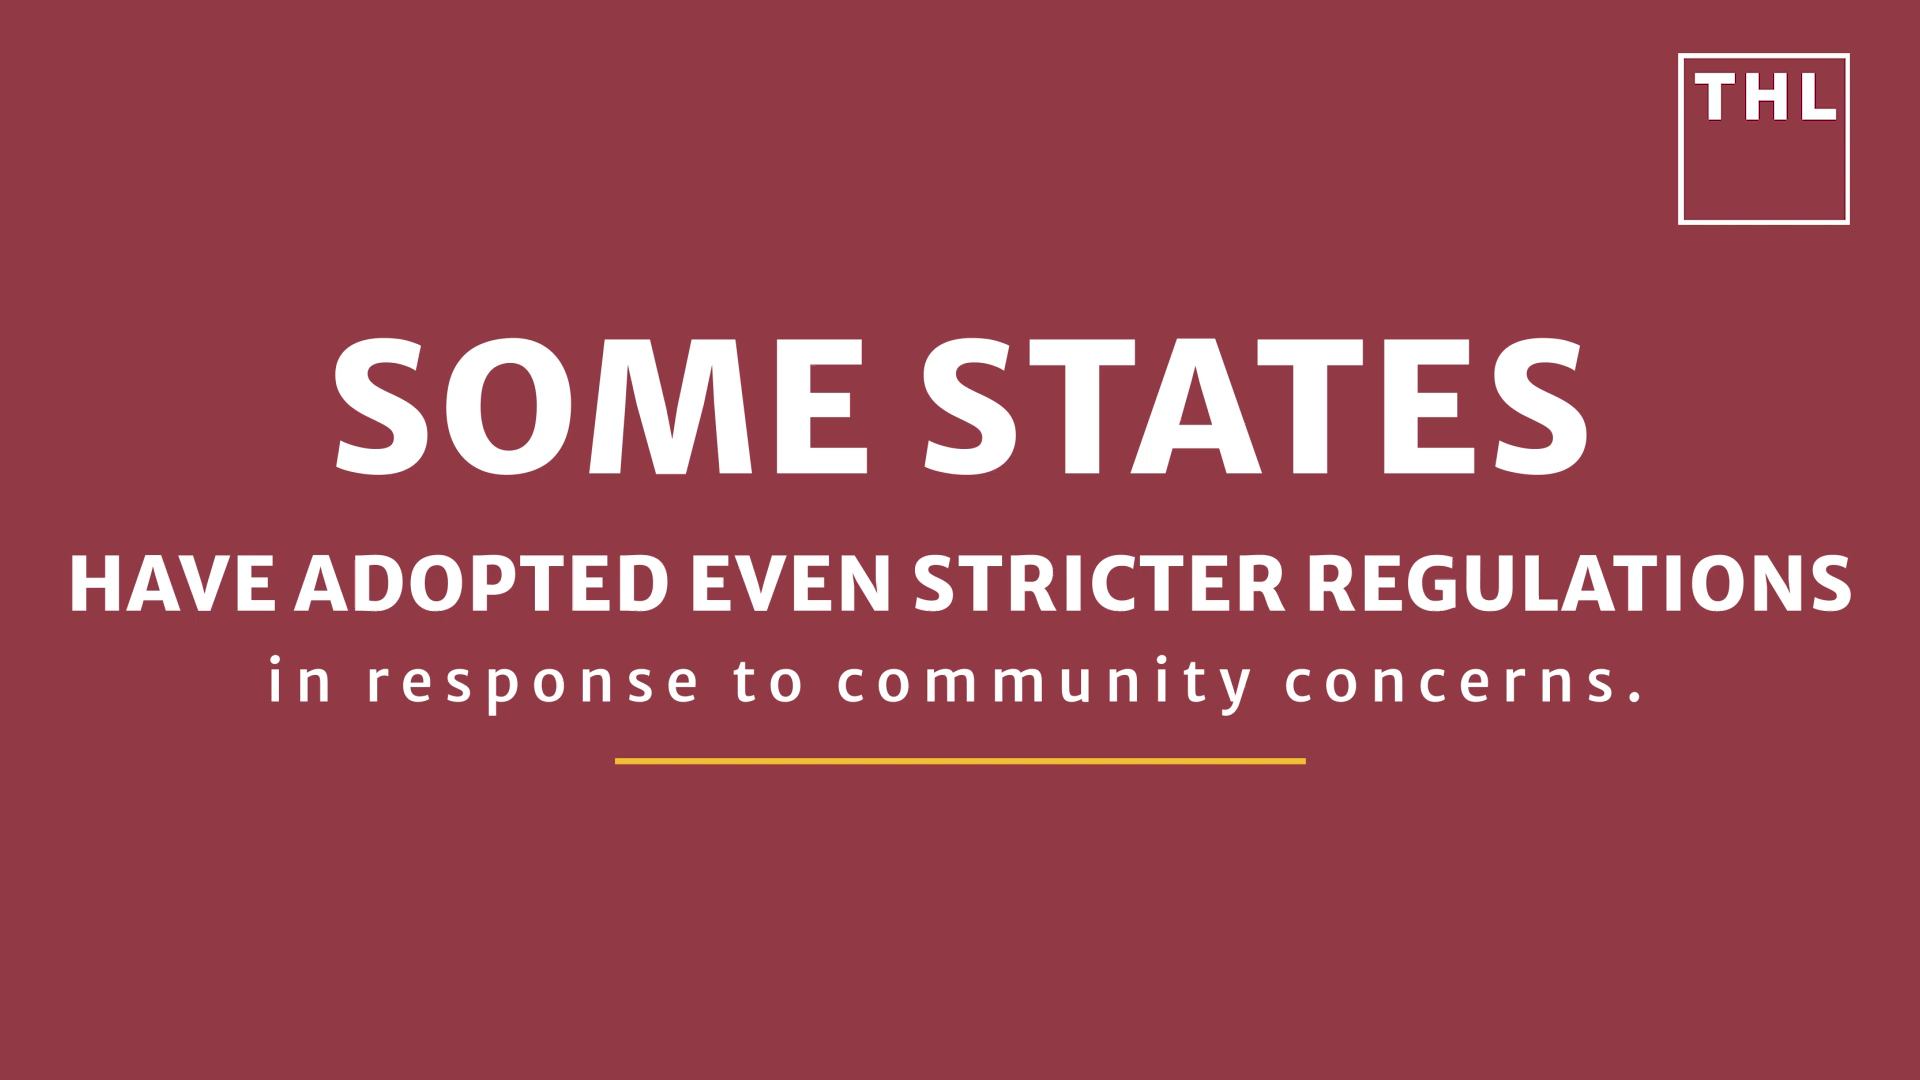 THL
SOME STATES
HAVE ADOPTED EVEN STRICTER REGULATIONS
in response to community concerns.